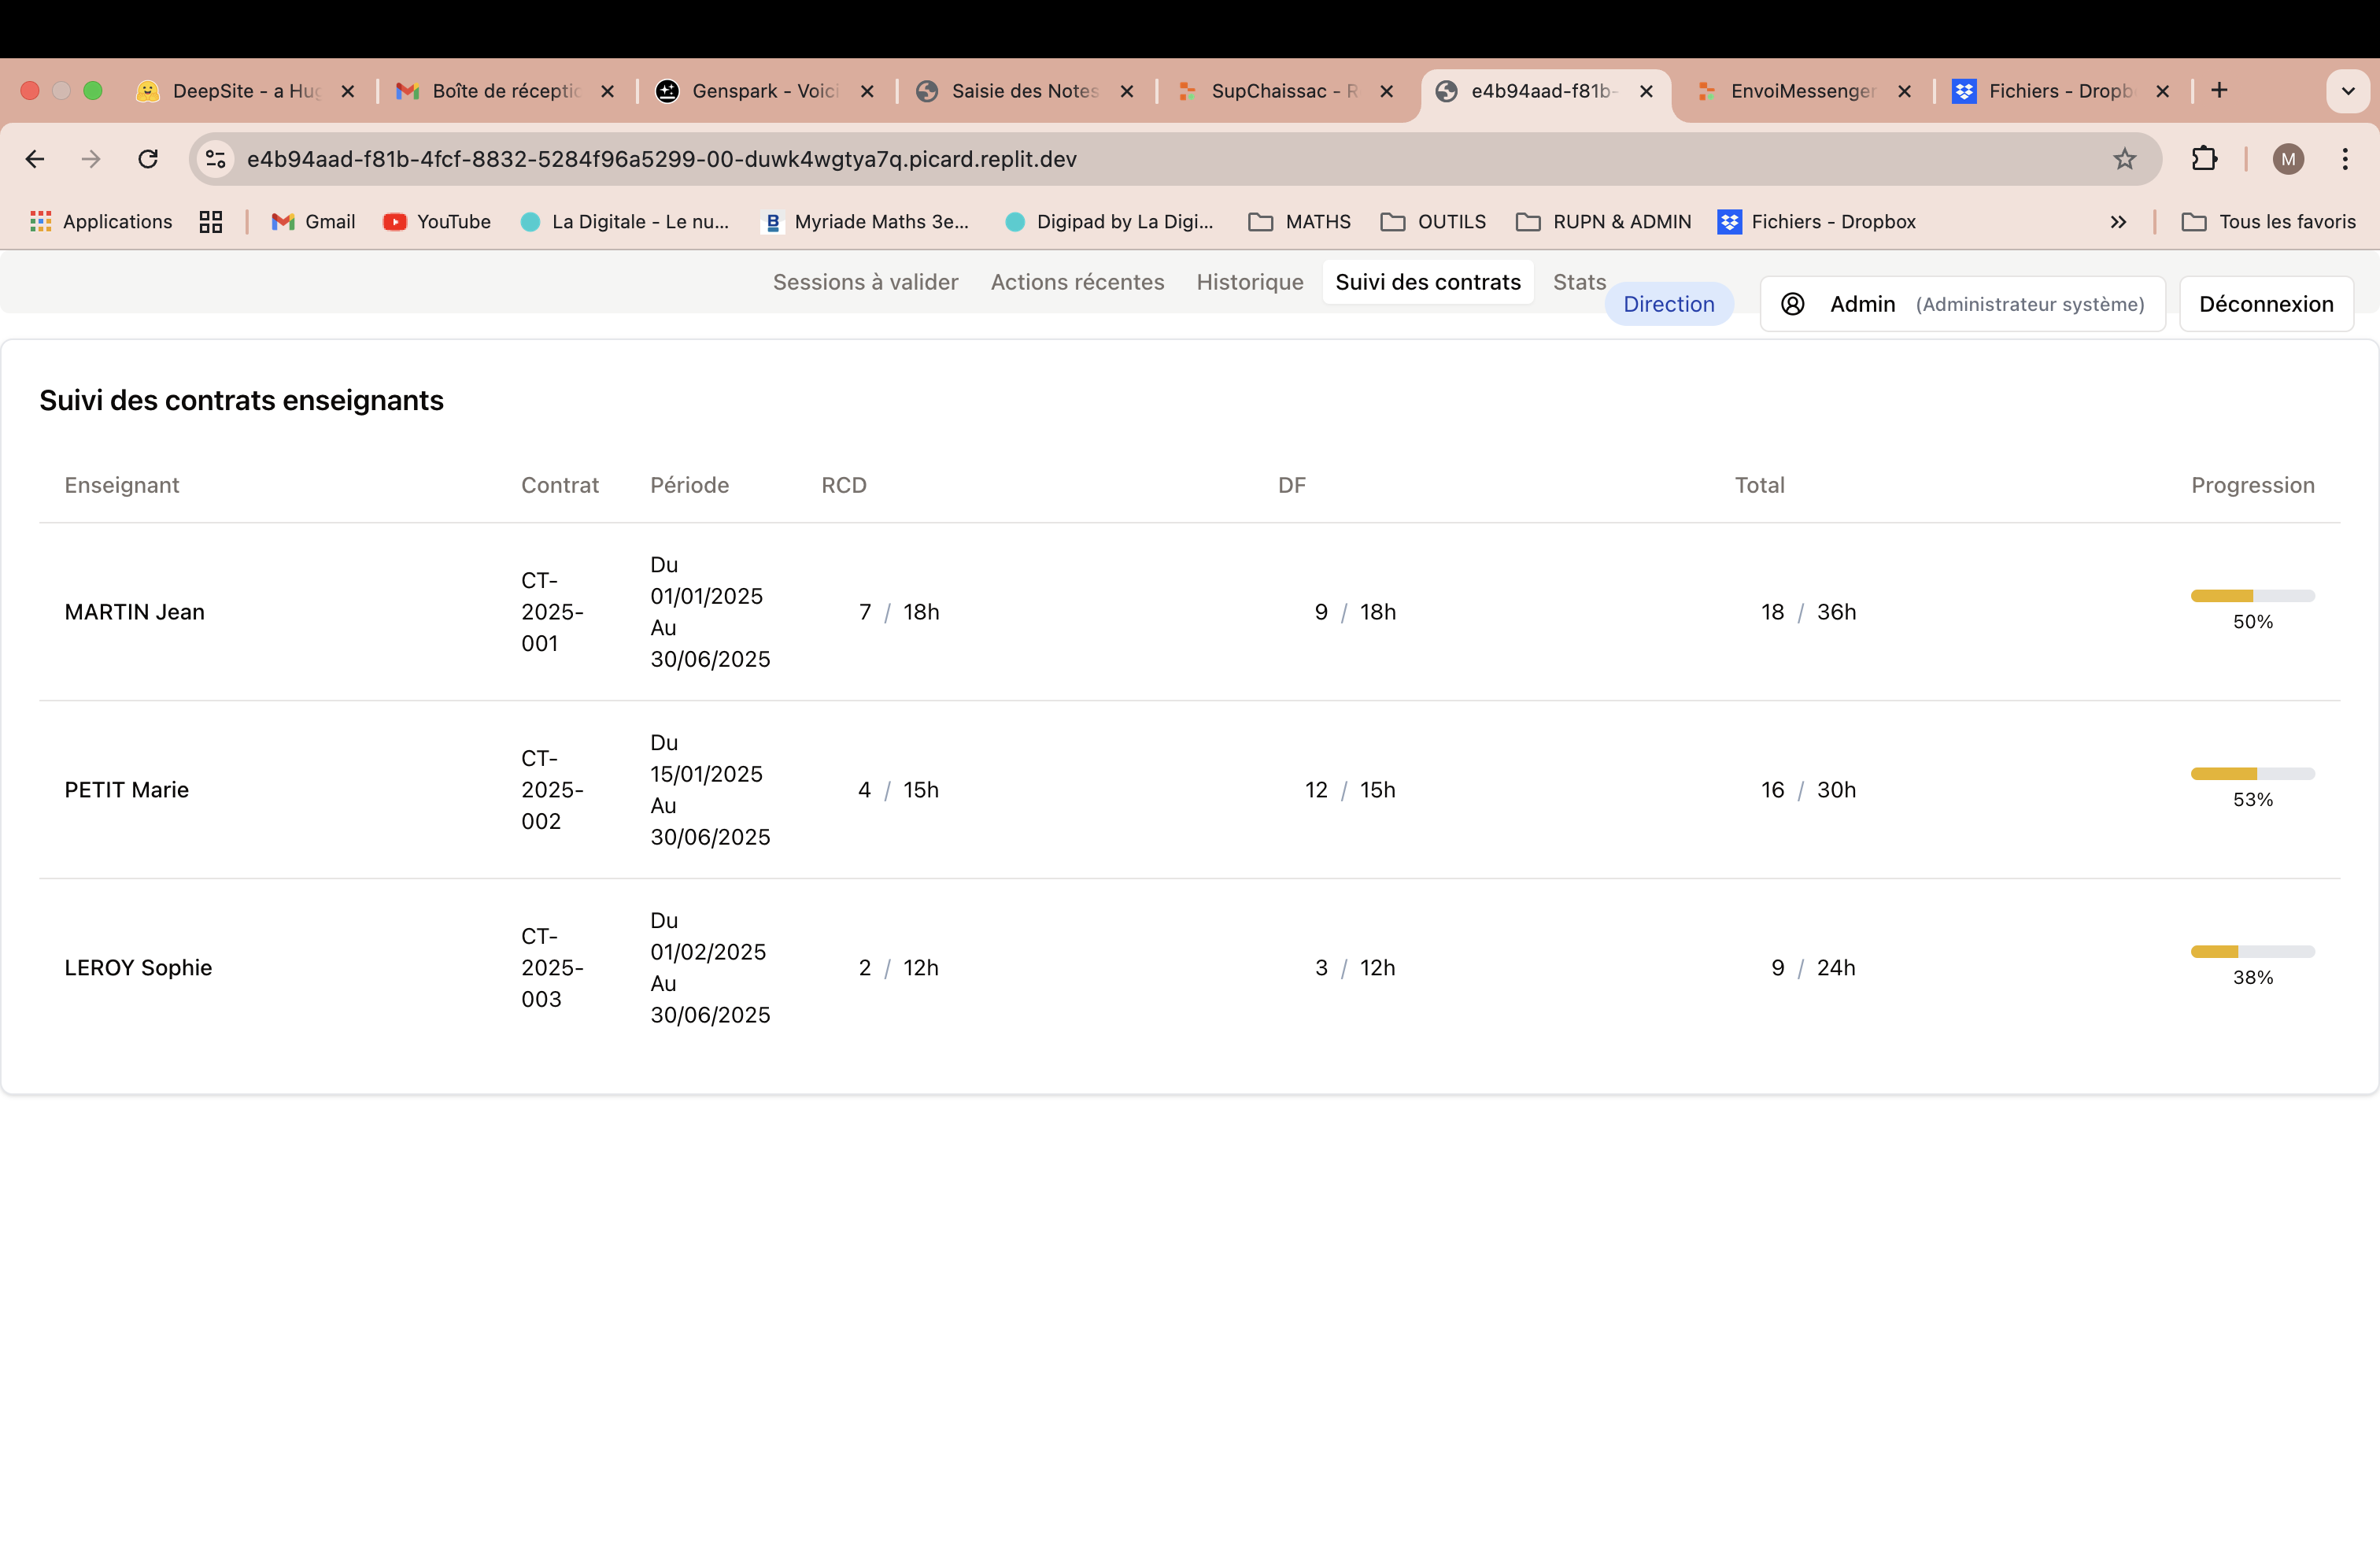 DeepSite - a Hug
Boîte de réceptic
Genspark - Voici
Saisie des Notes
SupChaissac - R
e4b94aad-f81b-
EnvoiMessenger
Fichiers - Dropb
e4b94aad-f81b-4fcf-8832-5284f96a5299-00-duwk4wgtya7q.picard.replit.dev
M
Applications
Gmail
YouTube
La Digitale - Le nu...
B
Myriade Maths 3e...
Digipad by La Digi...
MATHS
OUTILS
RUPN & ADMIN
Fichiers - Dropbox
Tous les favoris
Sessions à valider
Actions récentes
Historique
Suivi des contrats
Stats
Direction
Admin (Administrateur système)
Déconnexion
Suivi des contrats enseignants
Enseignant Contrat Période RCD DF Total Progression
MARTIN Jean
CT-
2025-
001
Du
01/01/2025
Au
30/06/2025
7 / 18h
9 / 18h
18 / 36h
50%
PETIT Marie
CT-
2025-
002
Du
15/01/2025
Au
30/06/2025
4 / 15h
12 / 15h
16 / 30h
53%
LEROY Sophie
CT-
2025-
003
Du
01/02/2025
Au
30/06/2025
2 / 12h
3 / 12h
9 / 24h
38%